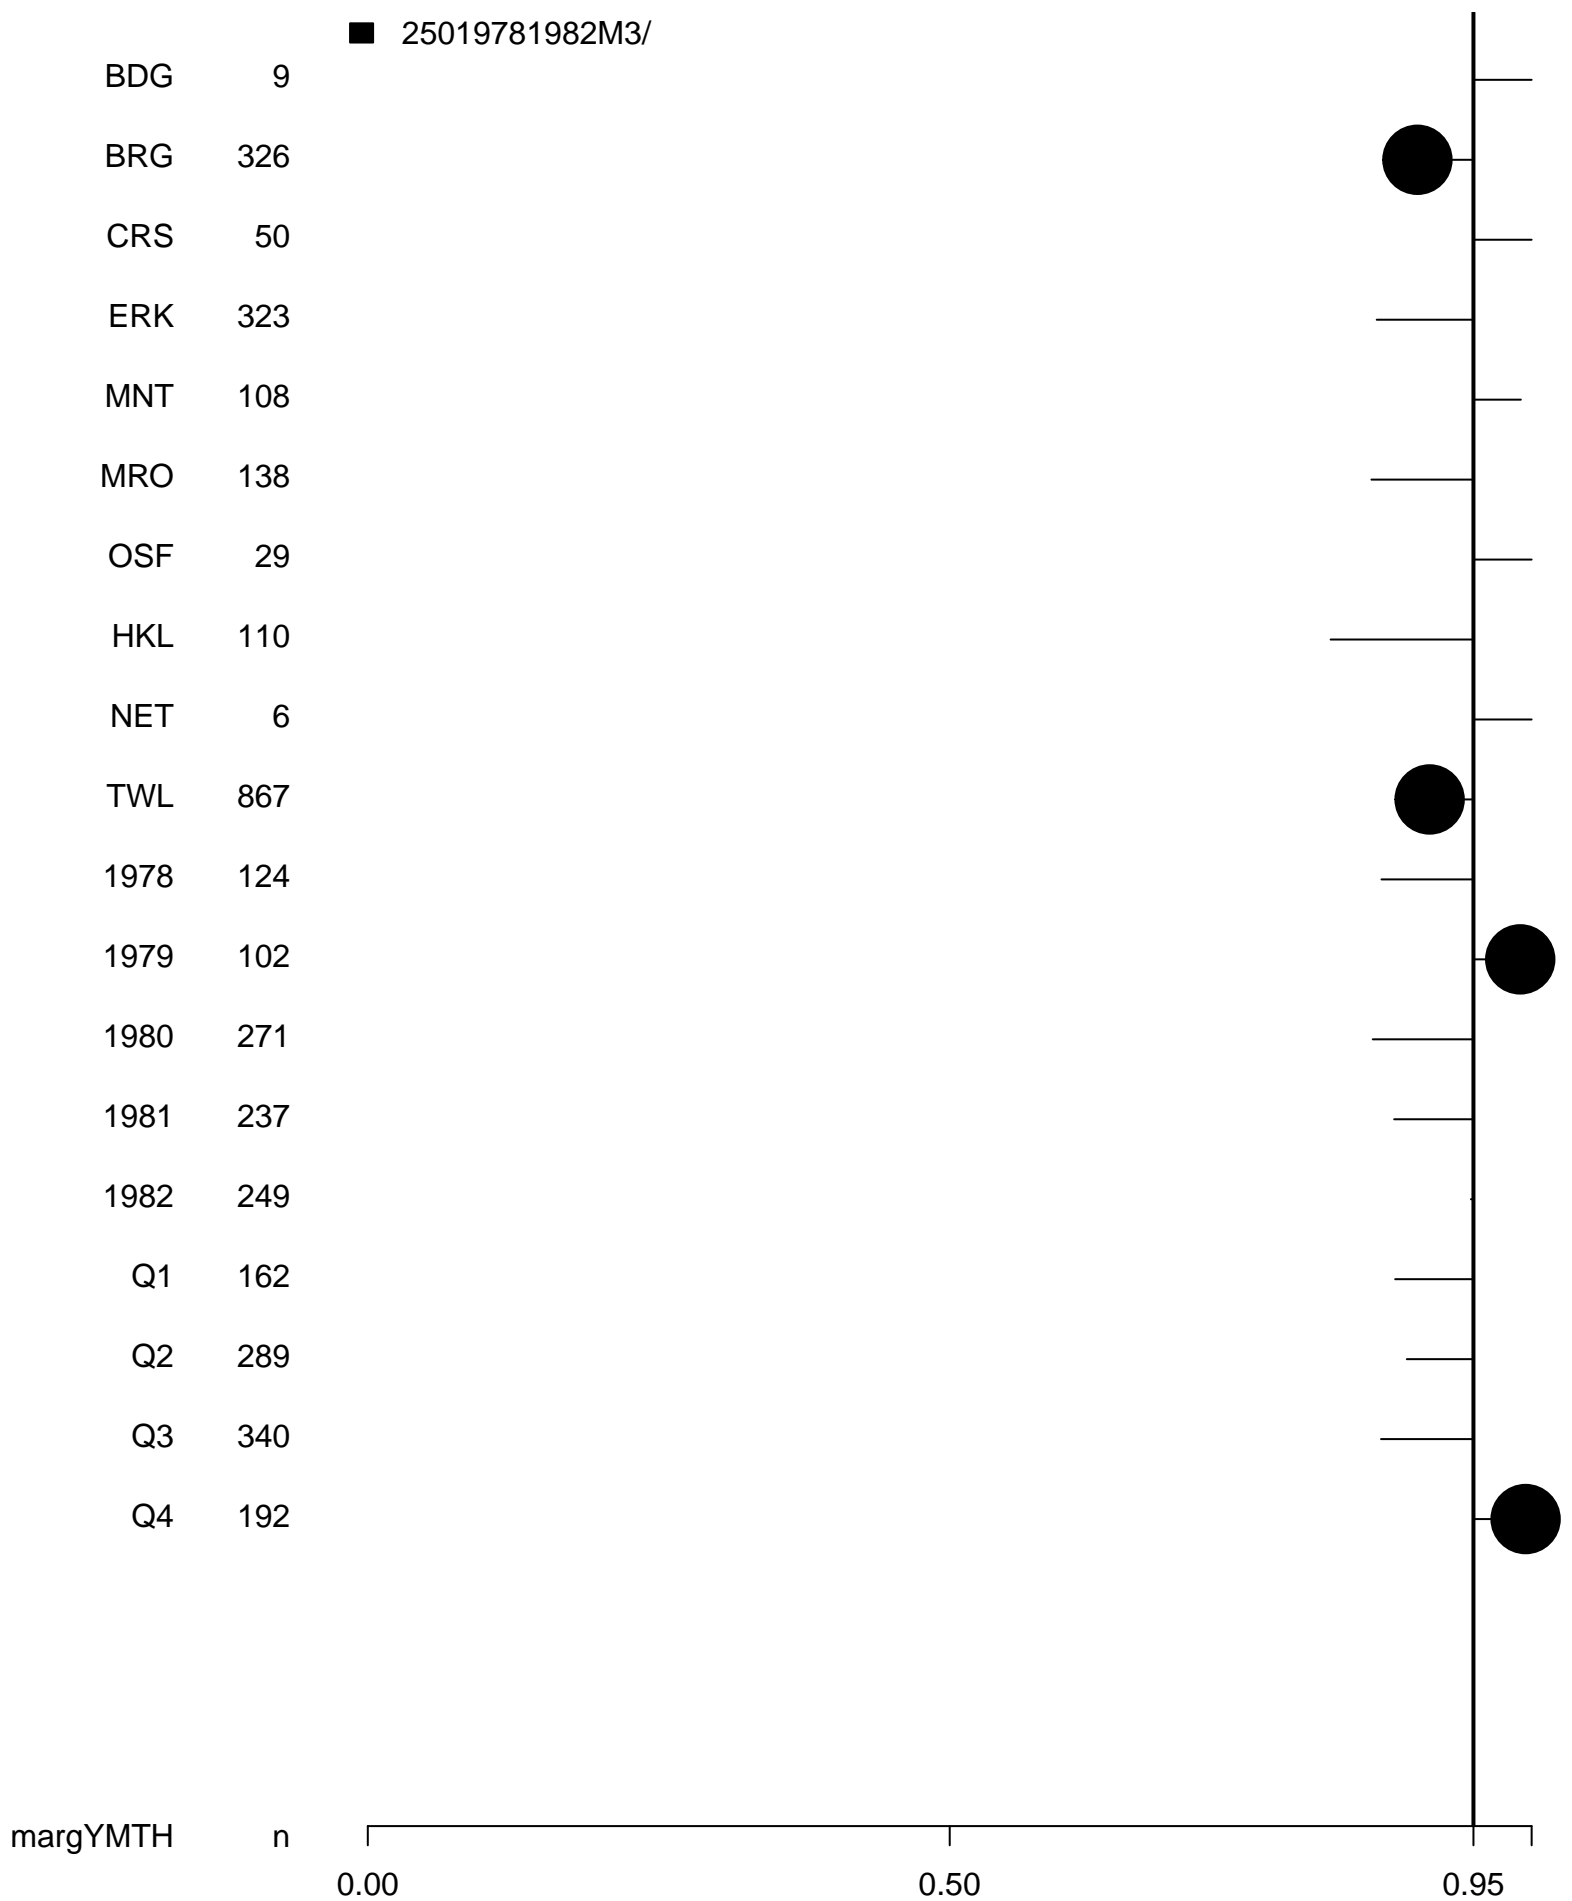 25019781982M3/
BDG 9
BRG 326
CRS 50
ERK 323
MNT 108
MRO 138
OSF 29
HKL 110
NET 6
TWL 867
1978 124
1979 102
1980 271
1981 237
1982 249
Q1 162
Q2 289
Q3 340
Q4 192
margYMTH n
0.00 0.50 0.95